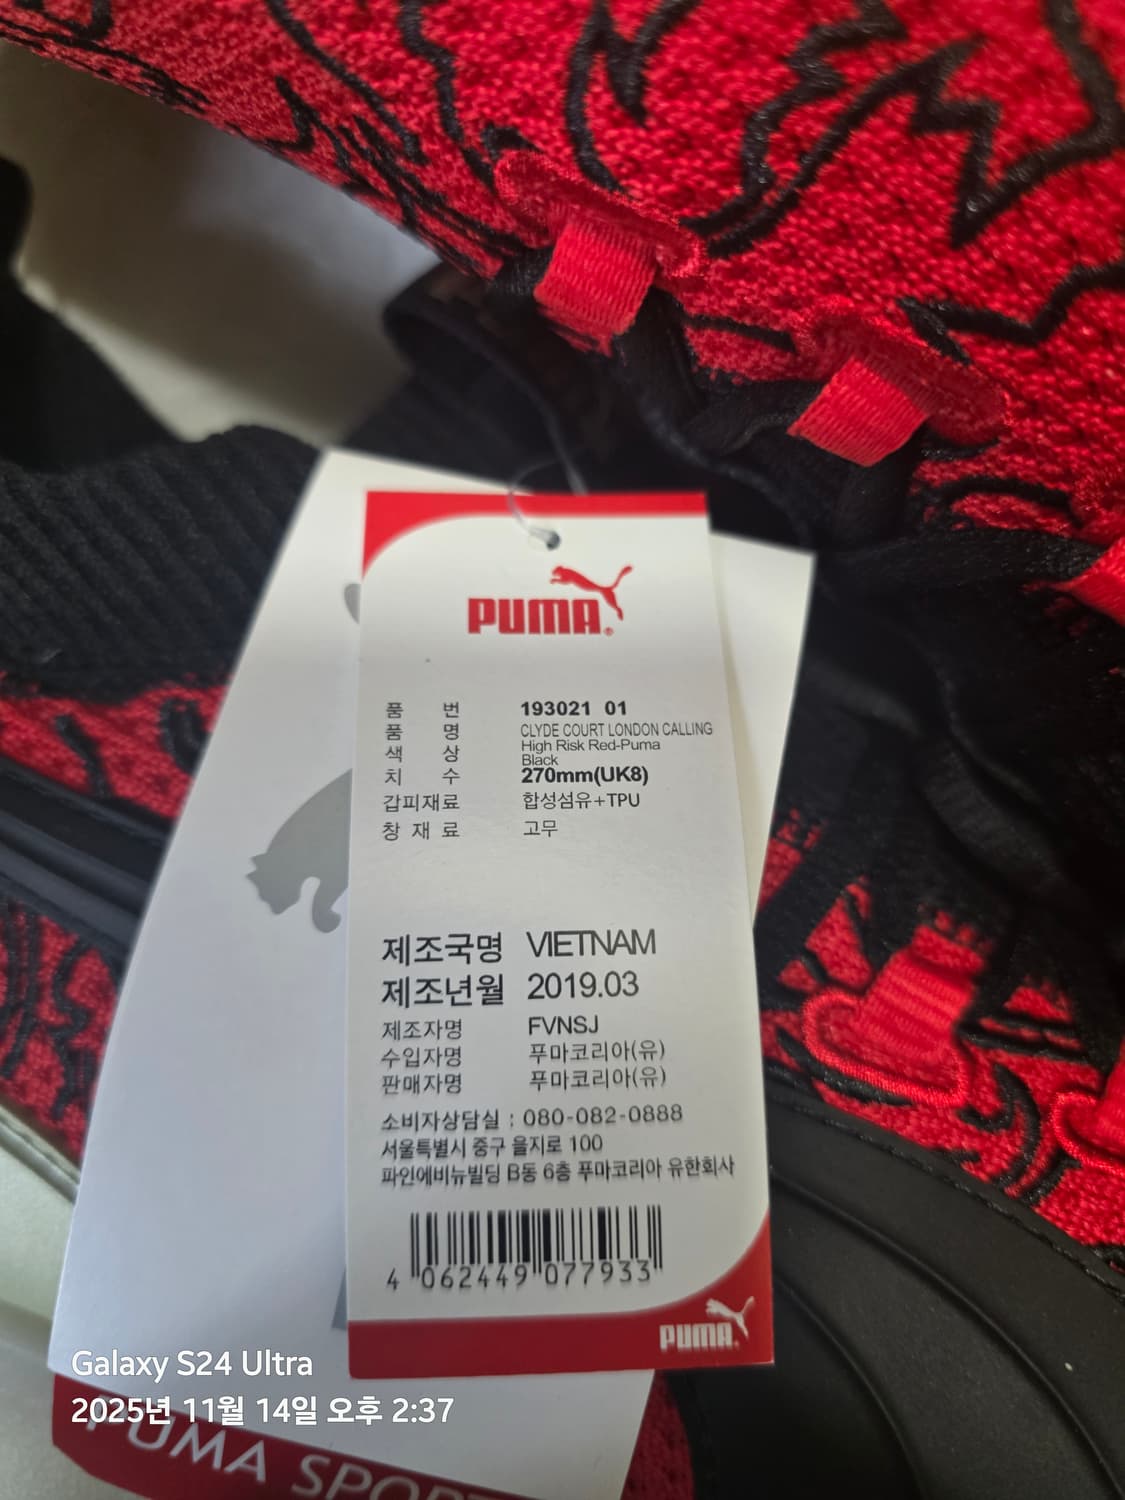 PUMA®
품 번 193021 01
품 명 CLYDE COURT LONDON CALLING
색 상 High Risk Red-Puma
Black
치 수 270mm(UK8)
갑피재료 합성섬유+TPU
창 재 료 고무
제조국명 VIETNAM
제조년월 2019.03
제조자명 FVNSJ
수입자명 푸마코리아(유)
판매자명 푸마코리아(유)
소비자상담실 : 080-082-0888
서울특별시 중구 을지로 100
파인에비뉴빌딩 B동 6층 푸마코리아 유한회사
4 062449 077933
PUMA®
Galaxy S24 Ultra
2025년 11월 14일 오후 2:37
PUMA SPORT